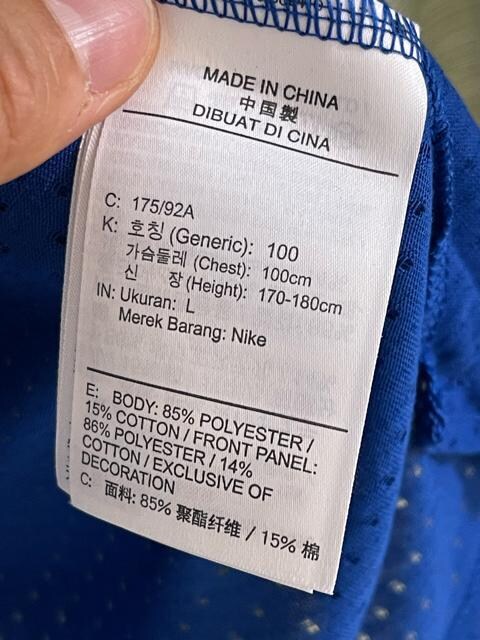 MADE IN CHINA
中国製
DIBUAT DI CINA
C: 175/92A
K: 호칭 (Generic): 100
가슴둘레 (Chest): 100cm
신 장 (Height): 170-180cm
IN: Ukuran: L
Merek Barang: Nike
E: BODY: 85% POLYESTER /
15% COTTON / FRONT PANEL:
86% POLYESTER / 14%
COTTON / EXCLUSIVE OF
DECORATION
C: 面料: 85% 聚酯纤维 / 15% 棉